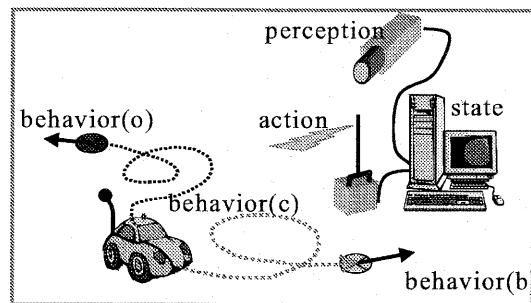 perception
behavior(o)
action
state
behavior(c)
behavior(b)